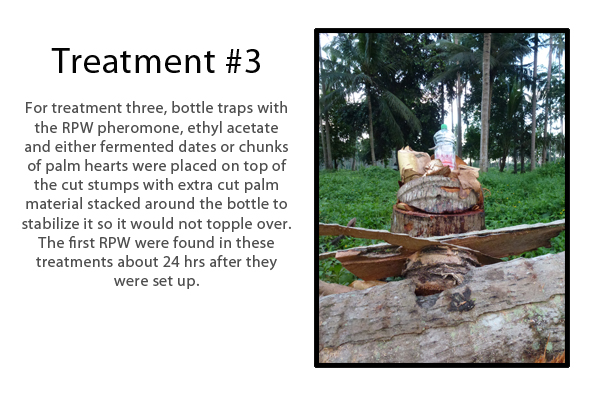 Treatment #3
For treatment three, bottle traps with
the RPW pheromone, ethyl acetate
and either fermented dates or chunks
of palm hearts were placed on top of
the cut stumps with extra cut palm
material stacked around the bottle to
stabilize it so it would not topple over.
The first RPW were found in these
treatments about 24 hrs after they
were set up.